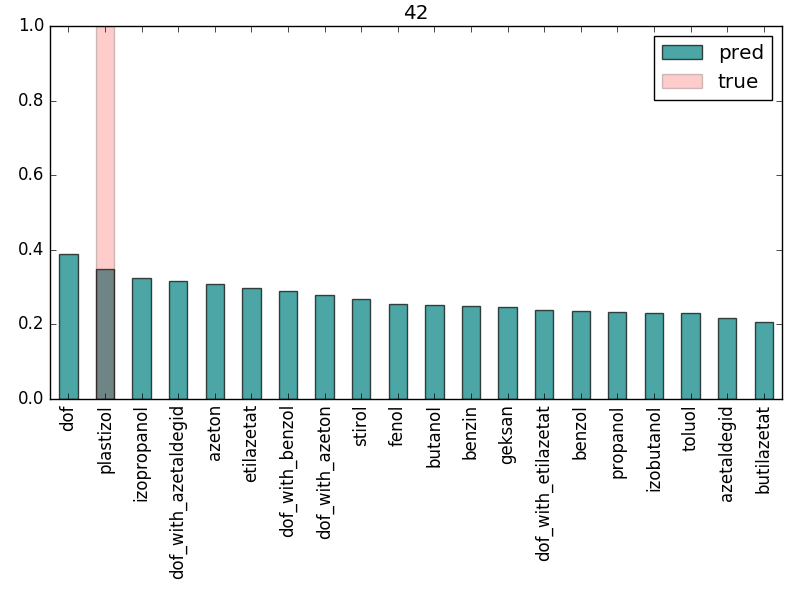 42
1.0
0.8
0.6
0.4
0.2
0.0
pred
true
dof
plastizol
izopropanol
dof_with_azetaldegid
azeton
etilazetat
dof_with_benzol
dof_with_azeton
stirol
fenol
butanol
benzin
geksan
dof_with_etilazetat
benzol
propanol
izobutanol
toluol
azetaldegid
butilazetat